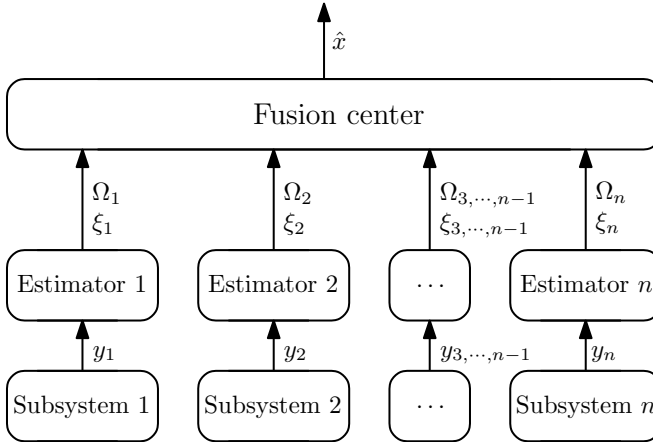 x̂
Fusion center
Ω₁ Ω₂ Ω₃,...,ₙ₋₁ Ωₙ
ξ₁ ξ₂ ξ₃,...,ₙ₋₁ ξₙ
Estimator 1 Estimator 2 ⋯ Estimator n
y₁ y₂ y₃,...,ₙ₋₁ yₙ
Subsystem 1 Subsystem 2 ⋯ Subsystem n